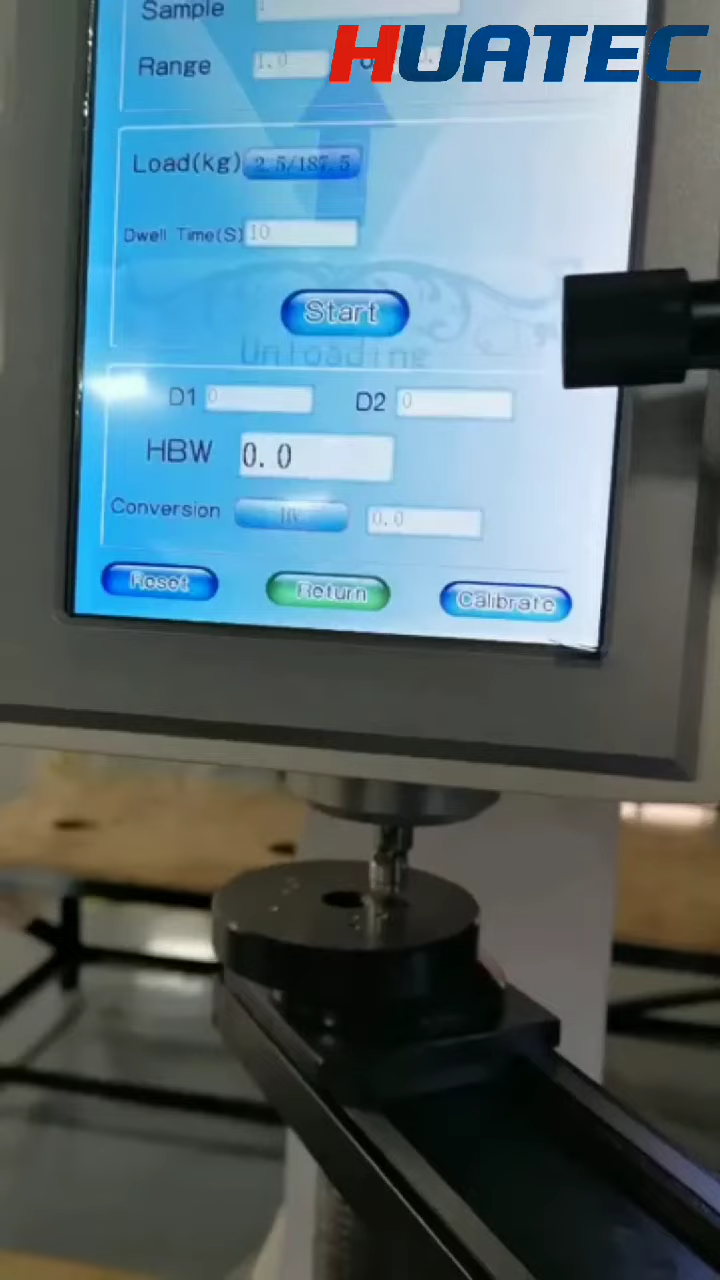 HUATEC
Sample
Range 1.0
Load(kg) 2.5/187.5
Dwell Time(S) 10
Start
Unloading
D1 0 D2 0
HBW 0.0
Conversion HV 0.0
Reset Return Calibrate